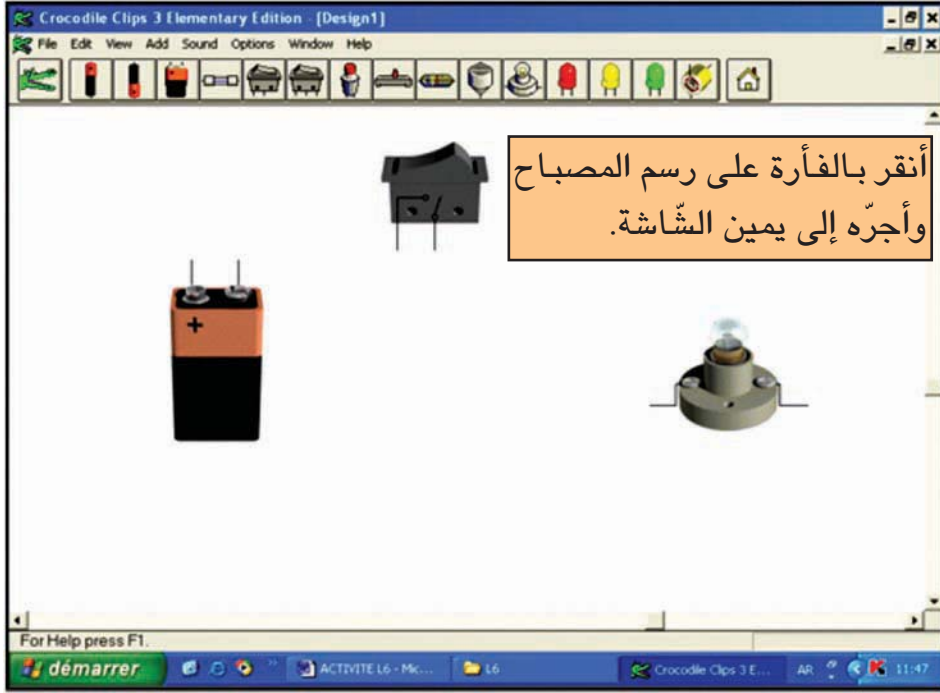 Crocodile Clips 3 Elementary Edition - [Design1]
File Edit View Add Sound Options Window Help
أنقر بالفأرة على رسم المصباح
وأجرّه إلى يمين الشّاشة.
+
For Help press F1.
démarrer
ACTIVITE L6 - Mic...
L6
Crocodile Clips 3 E...
AR
11:47